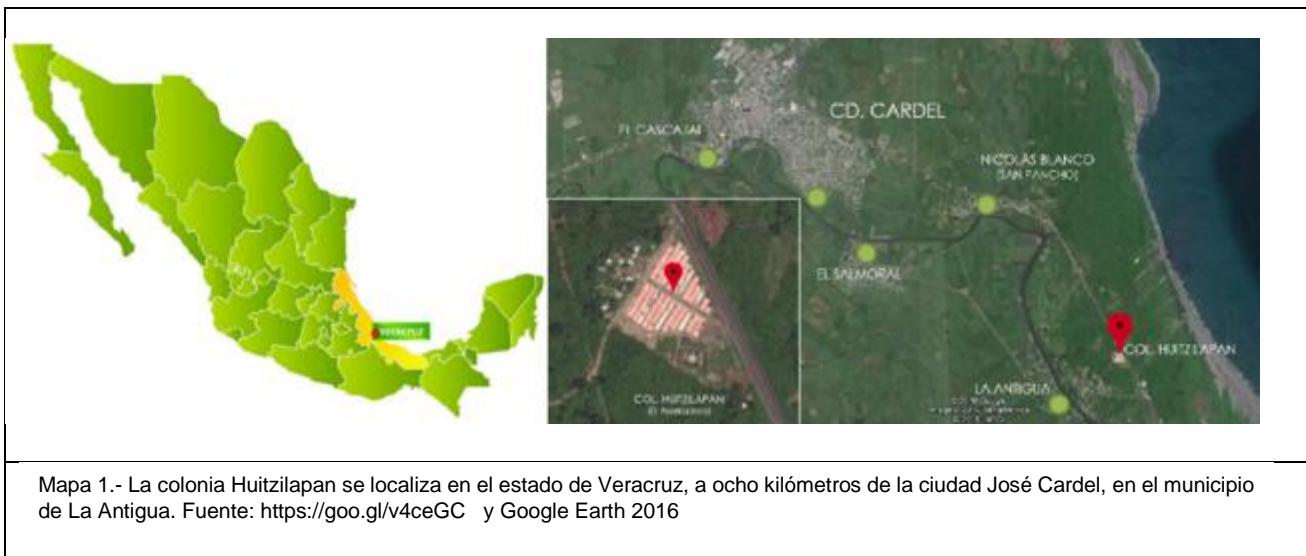 VERACRUZ
CD. CARDEL
EL CASCAJAL
NICOLÁS BLANCO
(SAN PANCHO)
EL SALMORAL
COL. HUITZILAPAN
LA ANTIGUA
COL. HUITZILAPAN
Mapa 1.- La colonia Huitzilapan se localiza en el estado de Veracruz, a ocho kilómetros de la ciudad José Cardel, en el municipio
de La Antigua. Fuente: https://goo.gl/v4ceGC y Google Earth 2016